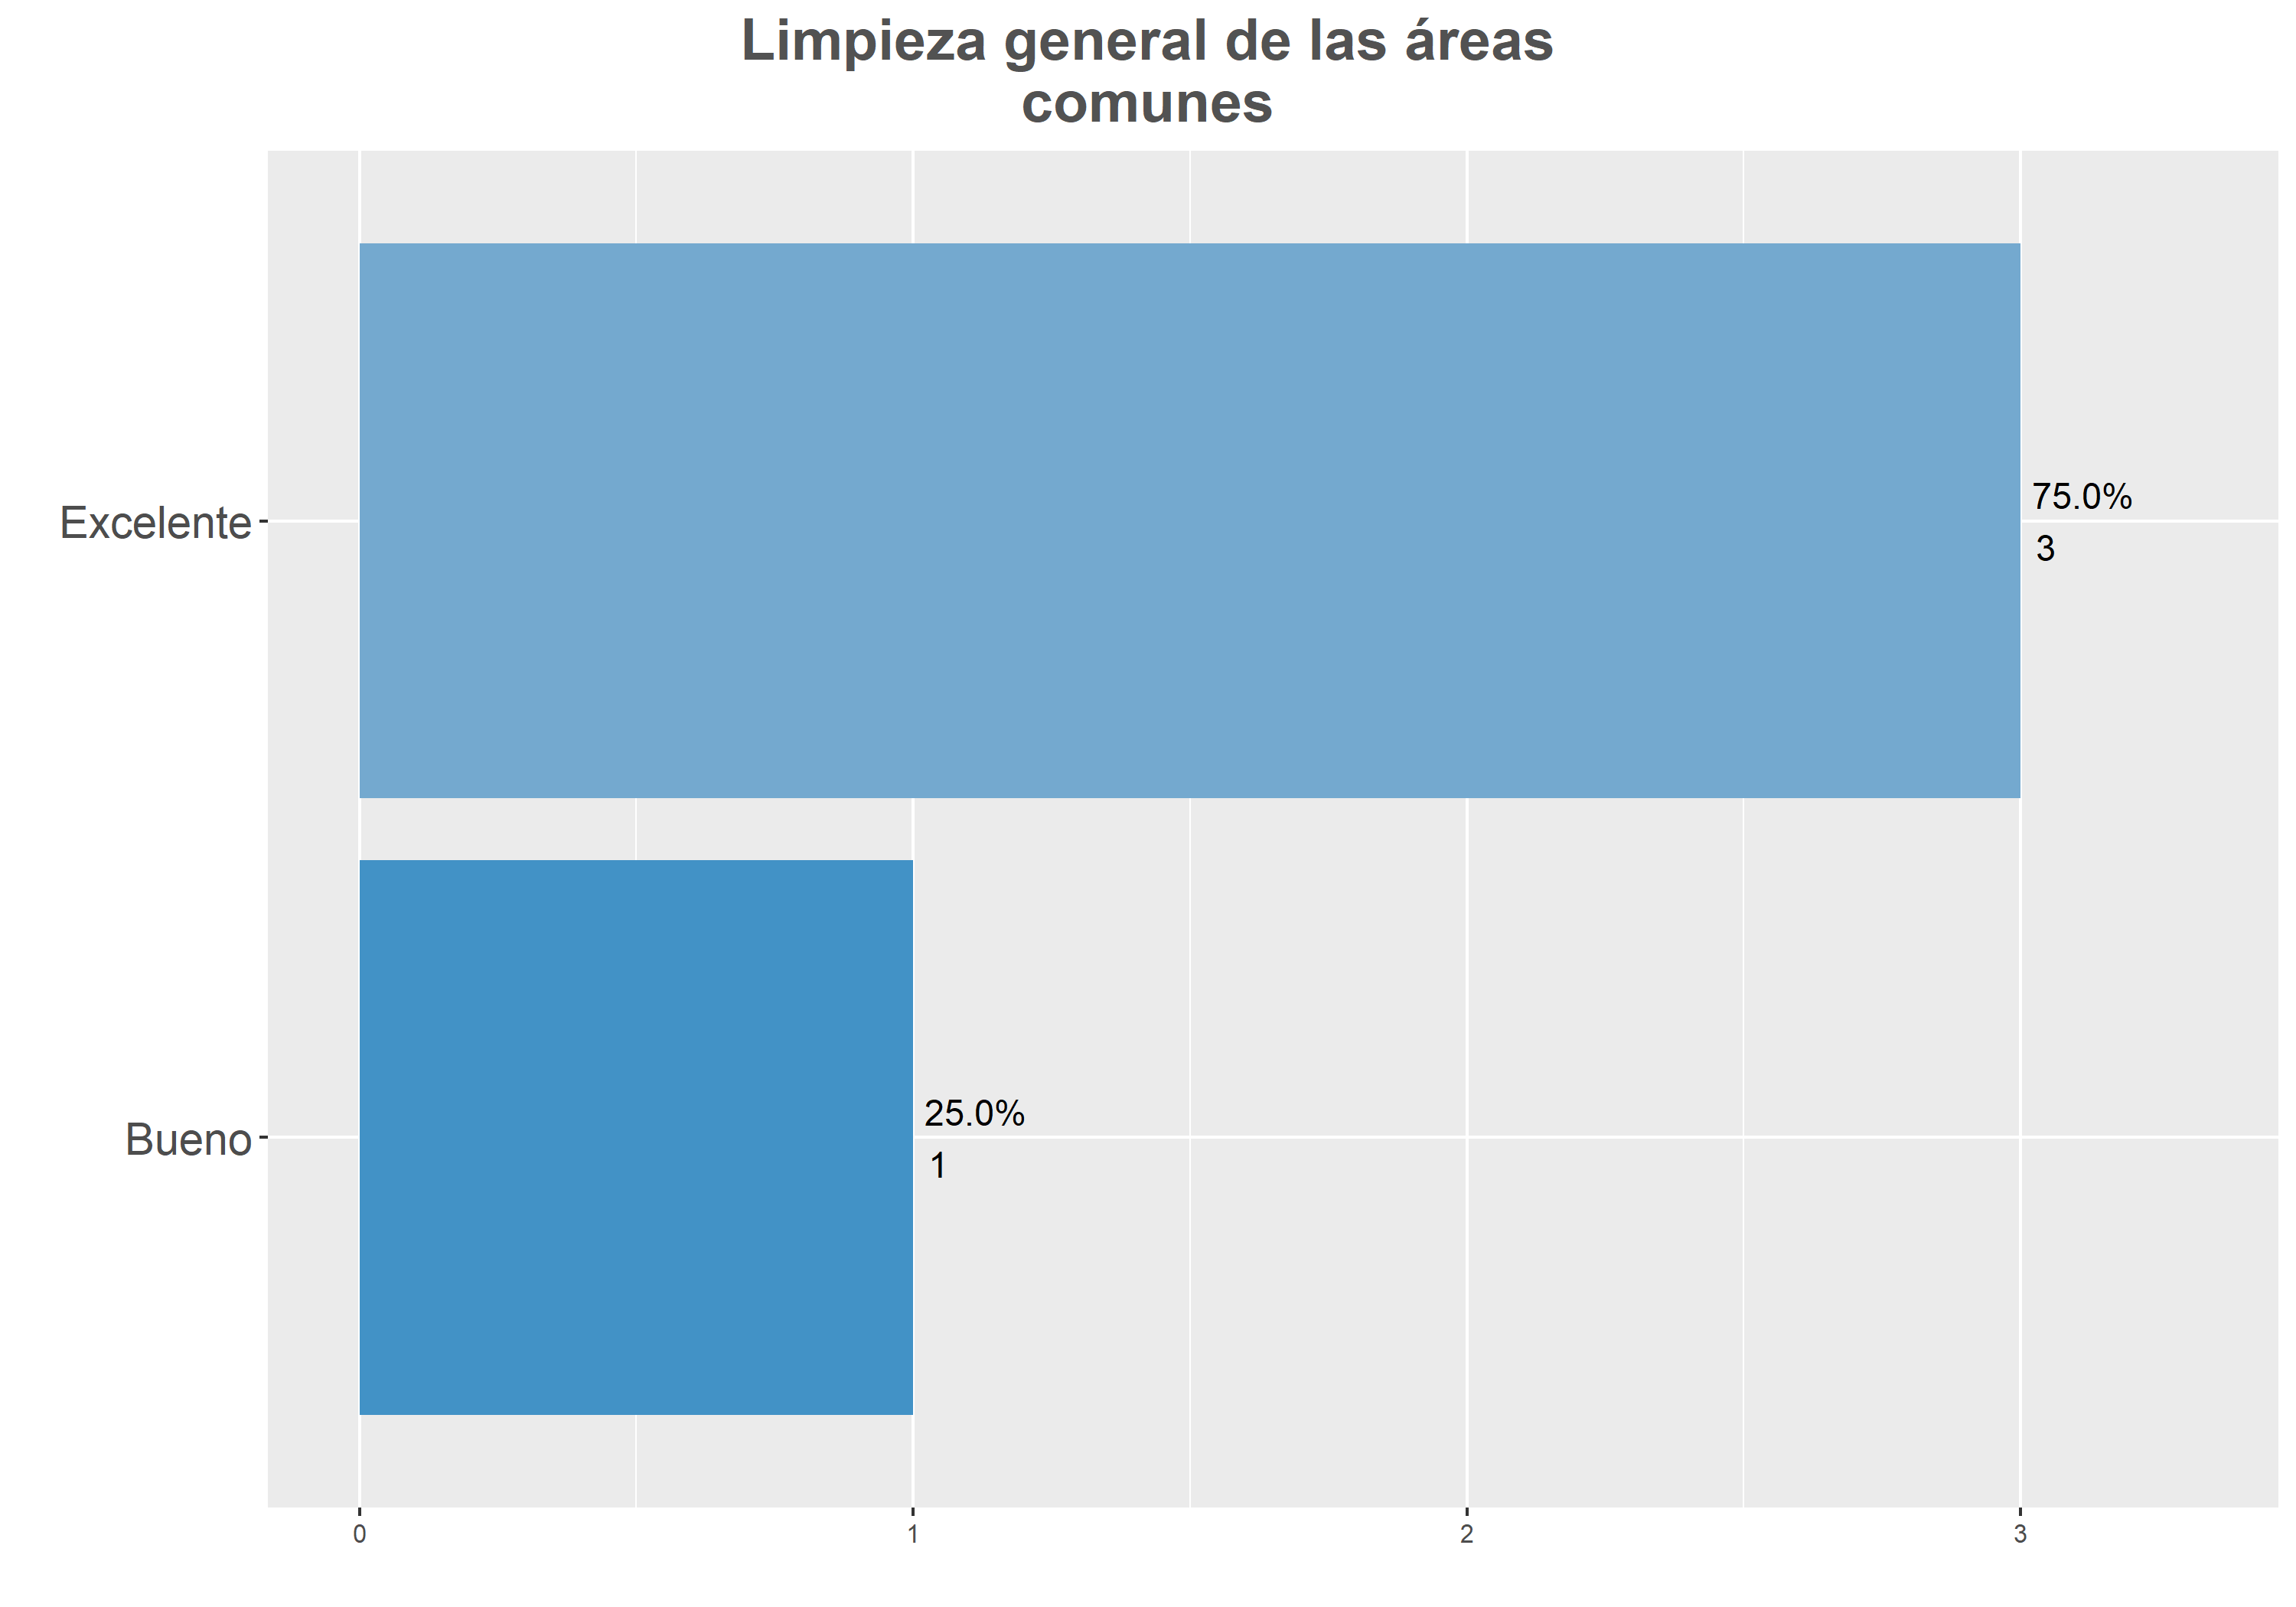 Limpieza general de las áreas
comunes
Excelente
75.0%
3
Bueno
25.0%
1
0 1 2 3